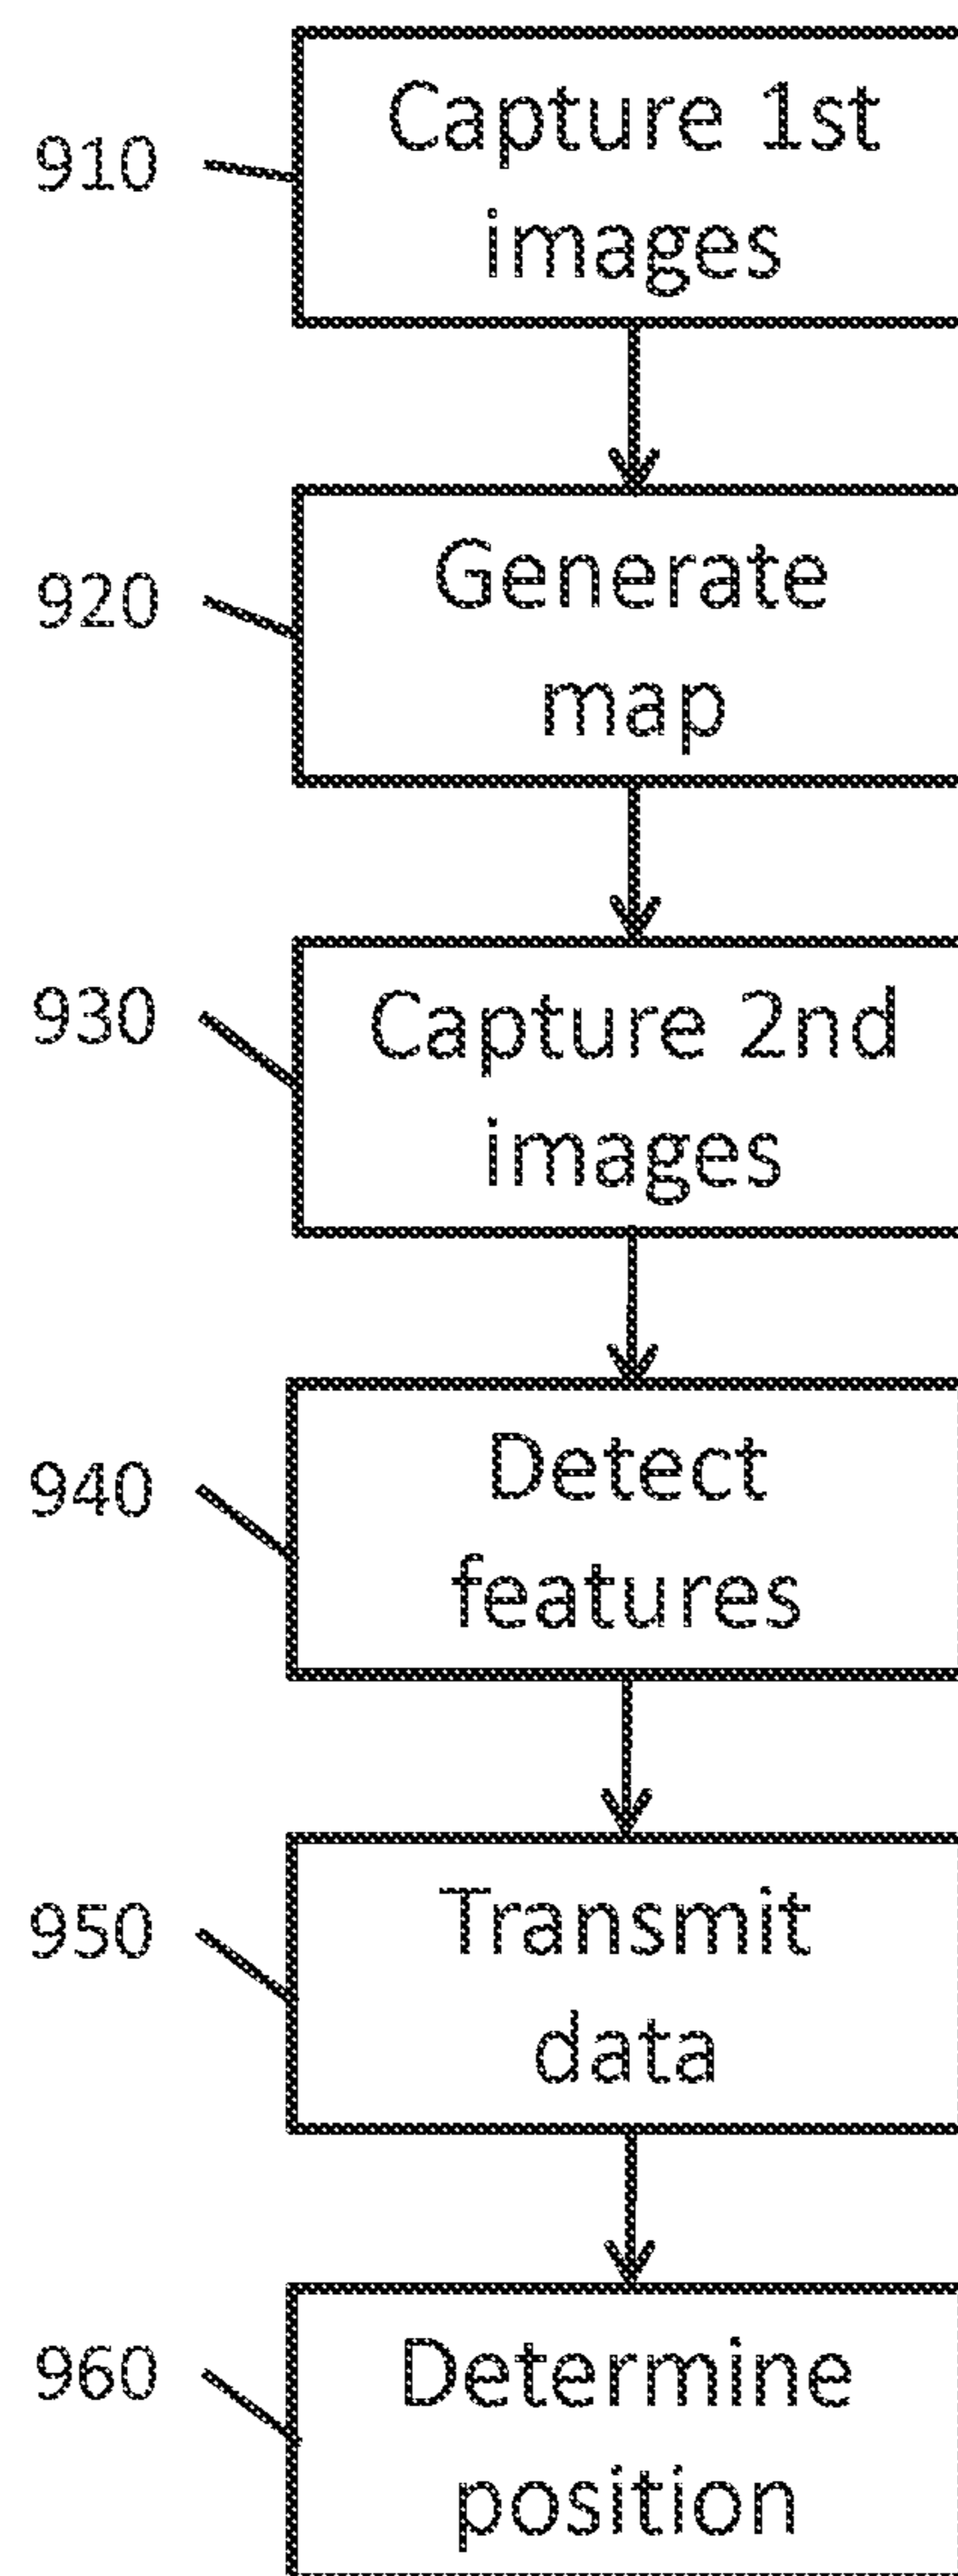 910
Capture 1st
images
920
Generate
map
930
Capture 2nd
images
940
Detect
features
950
Transmit
data
960
Determine
position